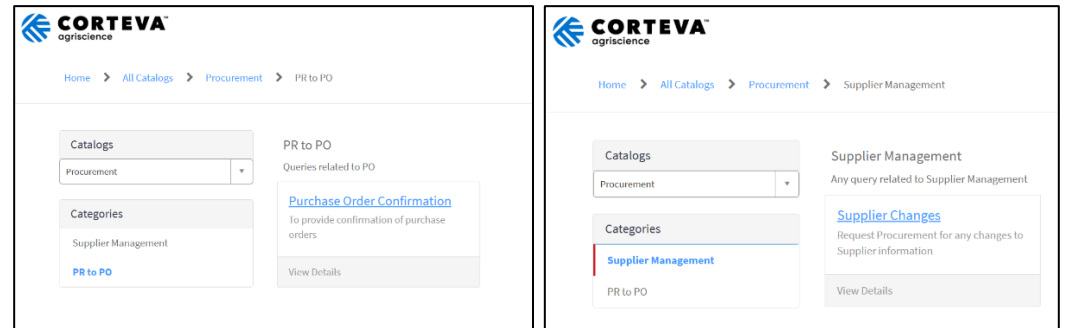 CORTEVA™
agriscience
Home > All Catalogs > Procurement > PR to PO
Catalogs
Procurement
Categories
Supplier Management
PR to PO
PR to PO
Queries related to PO
Purchase Order Confirmation
To provide confirmation of purchase
orders
View Details
CORTEVA™
agriscience
Home > All Catalogs > Procurement > Supplier Management
Catalogs
Procurement
Categories
Supplier Management
PR to PO
Supplier Management
Any query related to Supplier Management
Supplier Changes
Request Procurement for any changes to
Supplier information
View Details